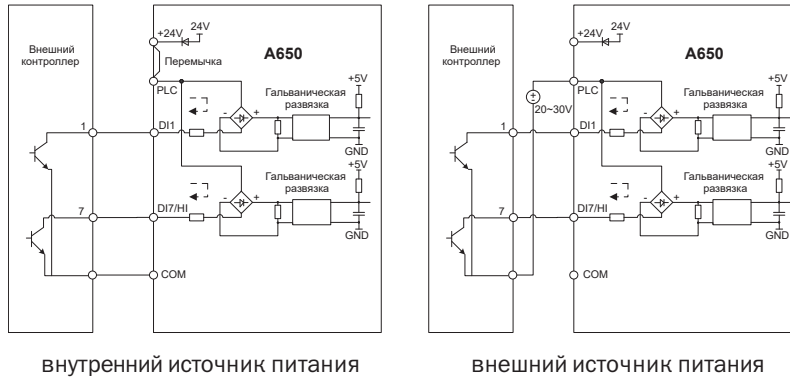 Внешний
контроллер
1
7
+24V
24V
Перемычка
PLC
A650
Гальваническая
развязка
+5V
- +
DI1
GND
+5V
Гальваническая
развязка
- +
DI7/HI
GND
COM
внутренний источник питания
Внешний
контроллер
1
7
+24V
24V
A650
PLC
20~30V
Гальваническая
развязка
+5V
- +
DI1
GND
+5V
Гальваническая
развязка
- +
DI7/HI
GND
COM
внешний источник питания